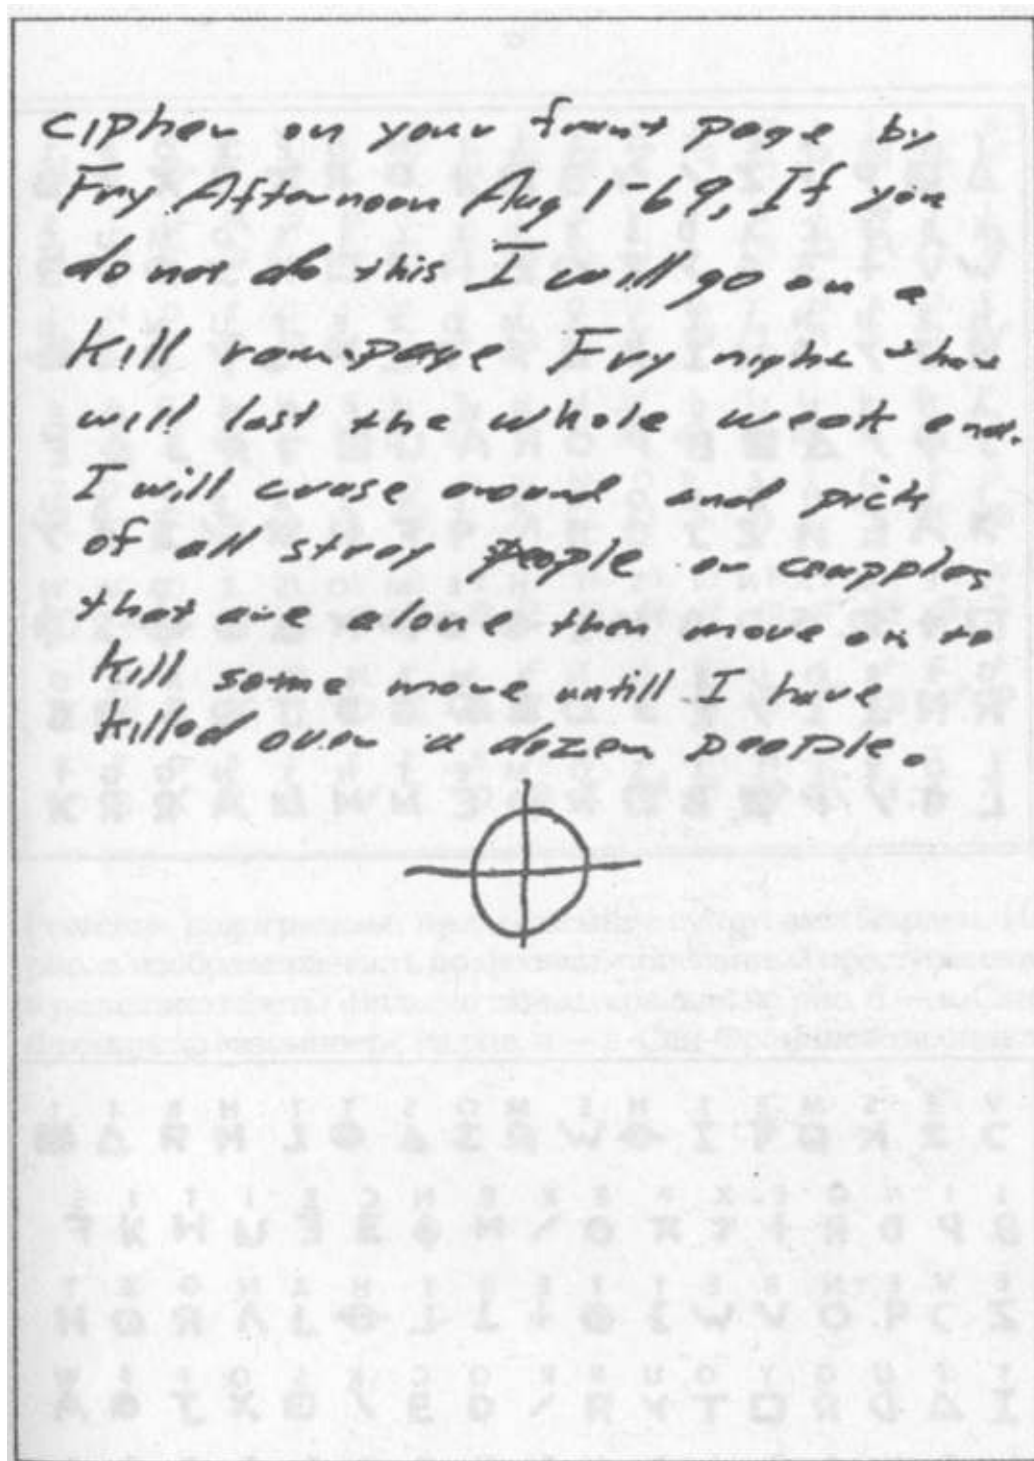 cipher on your frunt page by
Fry Afternoon Aug 1-69, If you
do not do this I will go on a
kill rampage Fry night that
will last the whole week end.
I will cruse around and pick
of all stray people or coupples
that are alone then move on to
kill some more untill I have
killed over a dozen people.